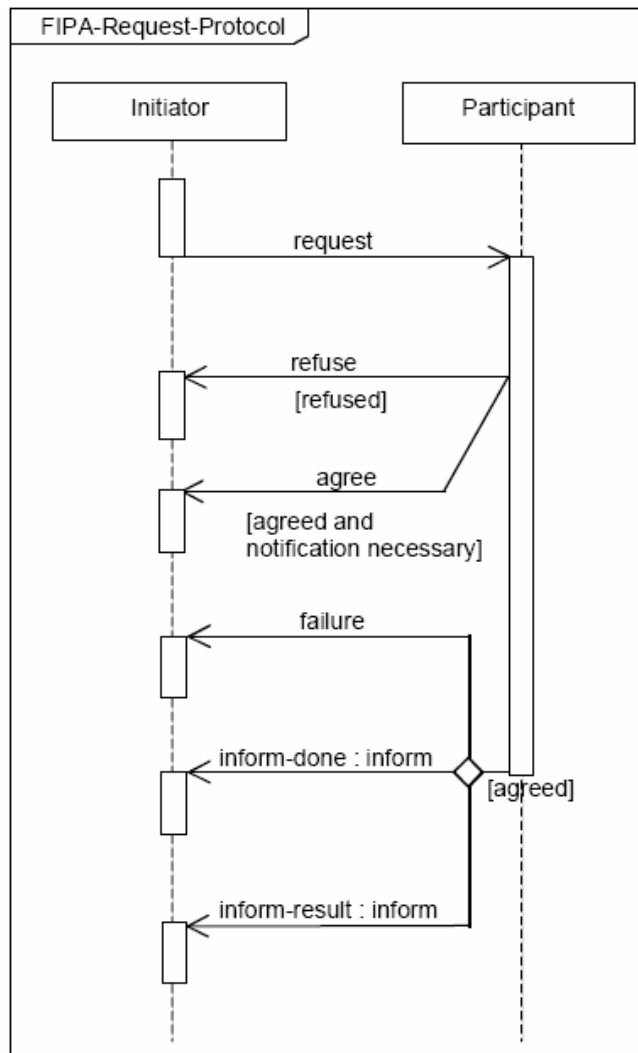 FIPA-Request-Protocol
Initiator
Participant
request
refuse
[refused]
agree
[agreed and
notification necessary]
failure
inform-done : inform
[agreed]
inform-result : inform